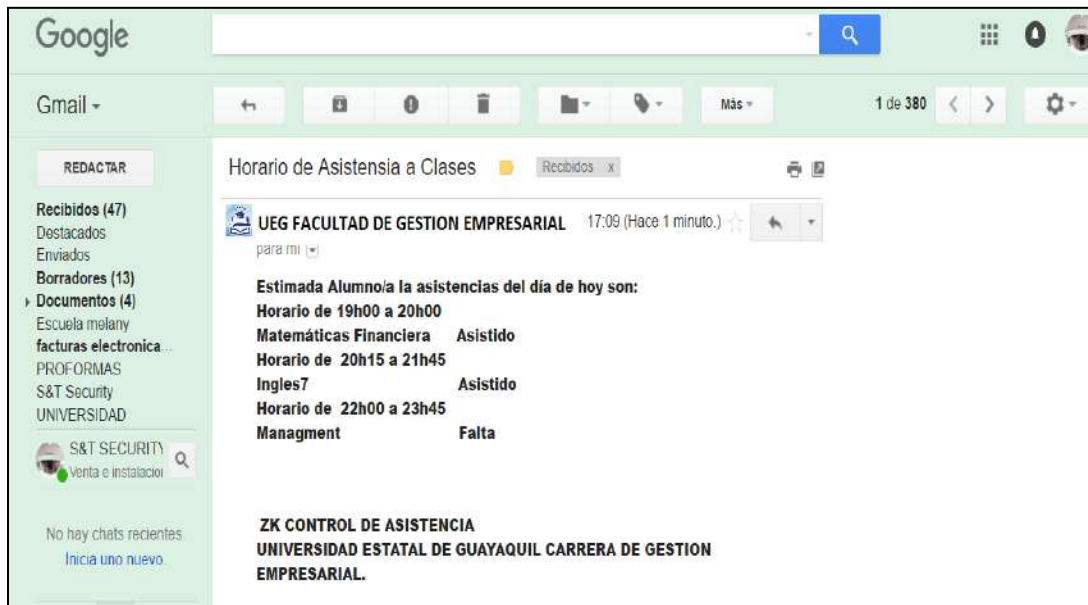 Google
Gmail
Más
1 de 380
REDACTAR
Recibidos (47)
Destacados
Enviados
Borradores (13)
Documentos (4)
Escuela melany
facturas electronica...
PROFORMAS
S&T Security
UNIVERSIDAD
S&T SECURITY
Venta e instalacion
No hay chats recientes.
Inicia uno nuevo.
Horario de Asistensia a Clases
Recibidos x
UEG FACULTAD DE GESTION EMPRESARIAL 17:09 (Hace 1 minuto.)
para mi
Estimada Alumno/a la asistencias del día de hoy son:
Horario de 19h00 a 20h00
Matemáticas Financiera Asistido
Horario de 20h15 a 21h45
Ingles7 Asistido
Horario de 22h00 a 23h45
Managment Falta
ZK CONTROL DE ASISTENCIA
UNIVERSIDAD ESTATAL DE GUAYAQUIL CARRERA DE GESTION
EMPRESARIAL.